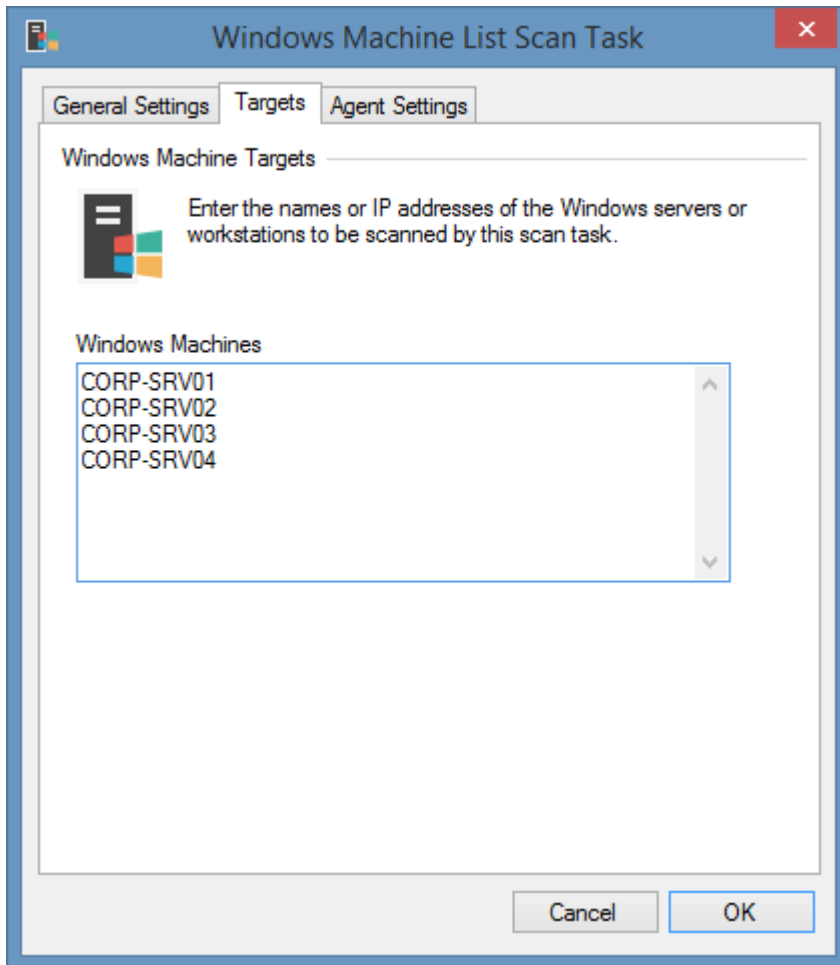 Windows Machine List Scan Task
General Settings Targets Agent Settings
Windows Machine Targets
Enter the names or IP addresses of the Windows servers or
workstations to be scanned by this scan task.
Windows Machines
CORP-SRV01
CORP-SRV02
CORP-SRV03
CORP-SRV04
Cancel OK